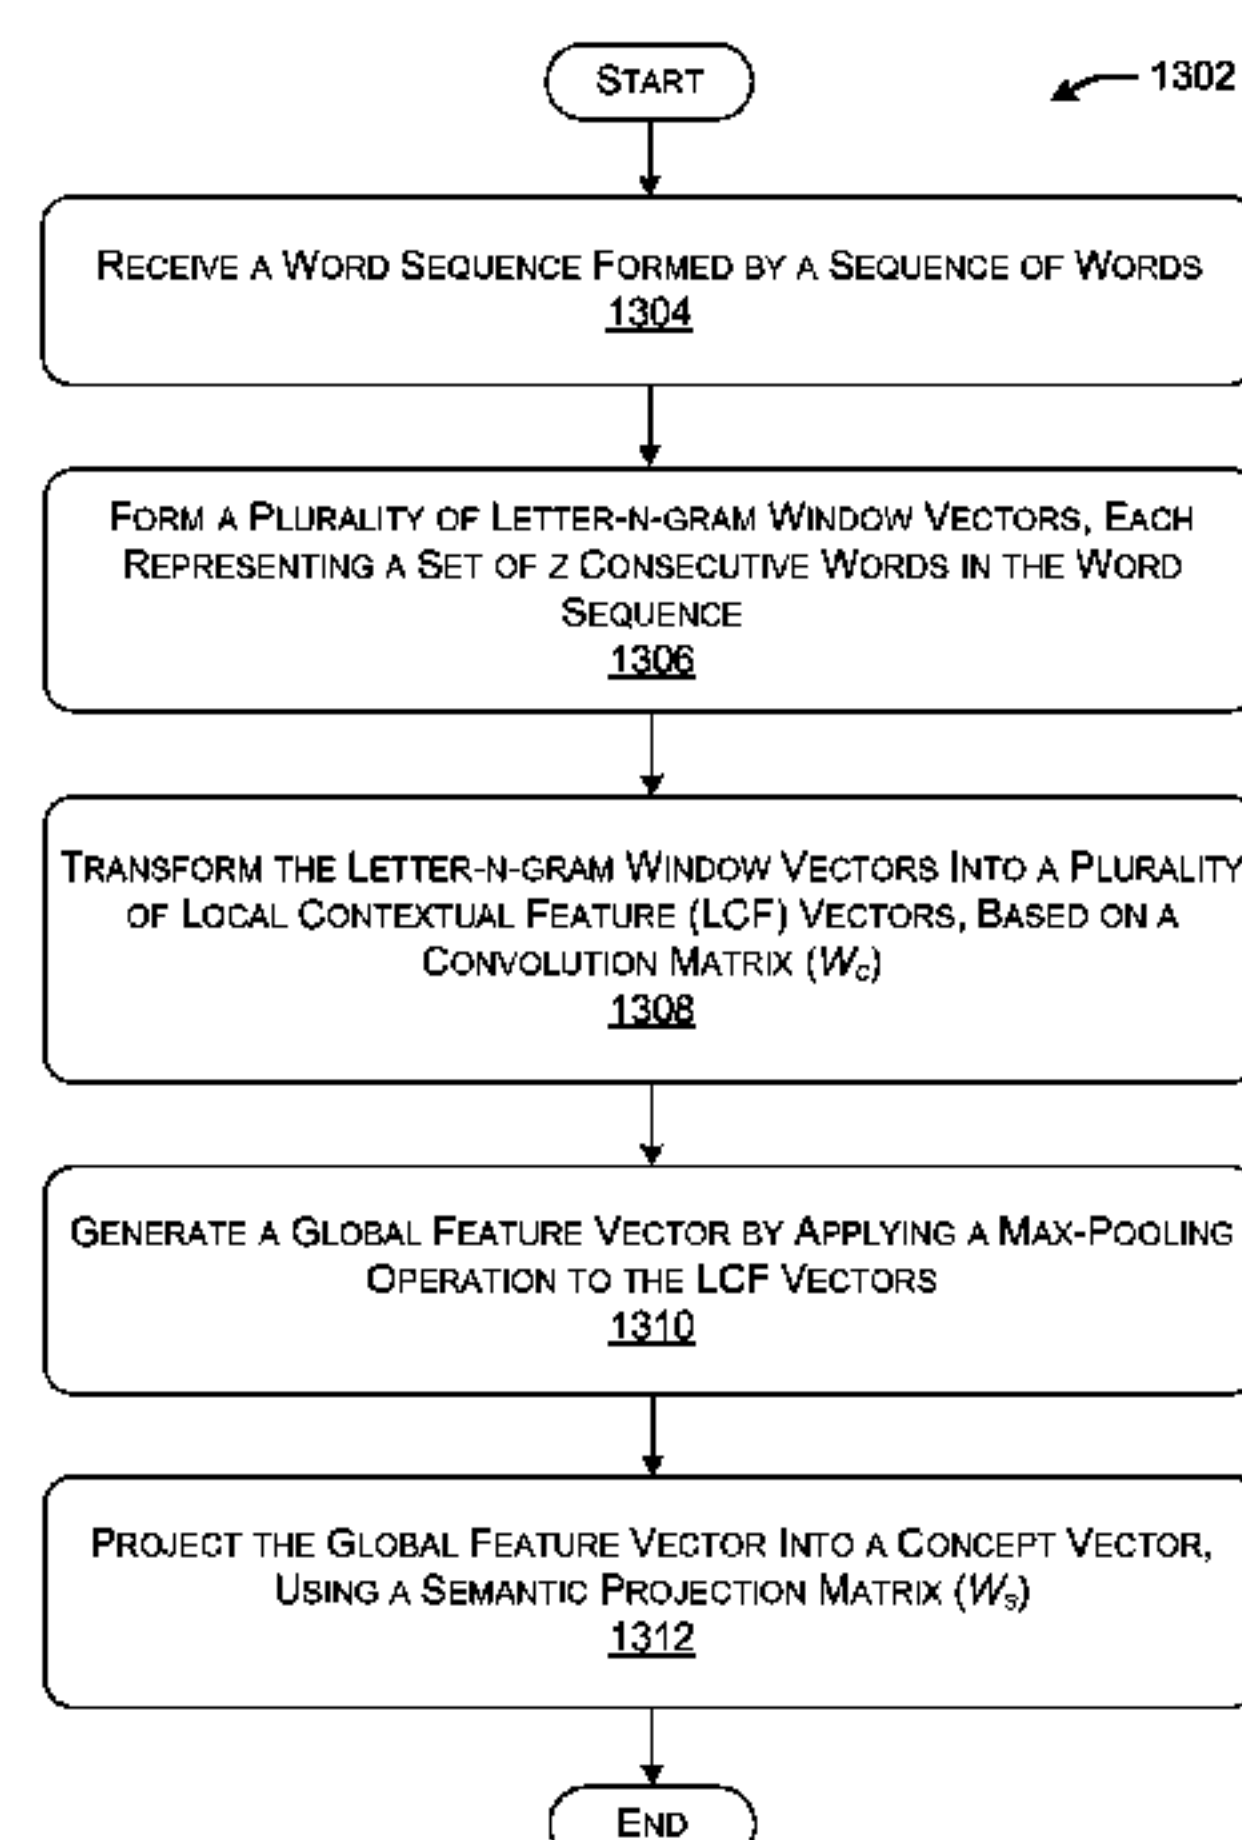 START
1302
RECEIVE A WORD SEQUENCE FORMED BY A SEQUENCE OF WORDS
1304
FORM A PLURALITY OF LETTER-N-GRAM WINDOW VECTORS, EACH
REPRESENTING A SET OF Z CONSECUTIVE WORDS IN THE WORD
SEQUENCE
1306
TRANSFORM THE LETTER-N-GRAM WINDOW VECTORS INTO A PLURALITY
OF LOCAL CONTEXTUAL FEATURE (LCF) VECTORS, BASED ON A
CONVOLUTION MATRIX (Wc)
1308
GENERATE A GLOBAL FEATURE VECTOR BY APPLYING A MAX-POOLING
OPERATION TO THE LCF VECTORS
1310
PROJECT THE GLOBAL FEATURE VECTOR INTO A CONCEPT VECTOR,
USING A SEMANTIC PROJECTION MATRIX (Ws)
1312
END